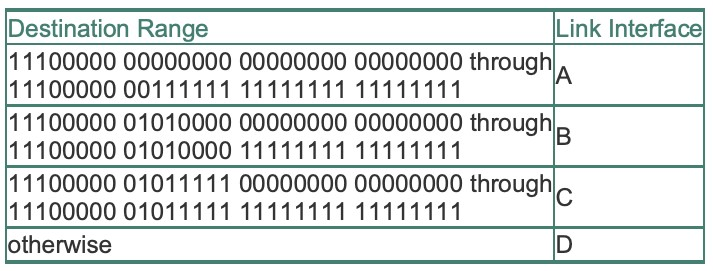 Destination Range Link Interface
11100000 00000000 00000000 00000000 through
11100000 00111111 11111111 11111111
A
11100000 01010000 00000000 00000000 through
11100000 01010000 11111111 11111111
B
11100000 01011111 00000000 00000000 through
11100000 01011111 11111111 11111111
C
otherwise D